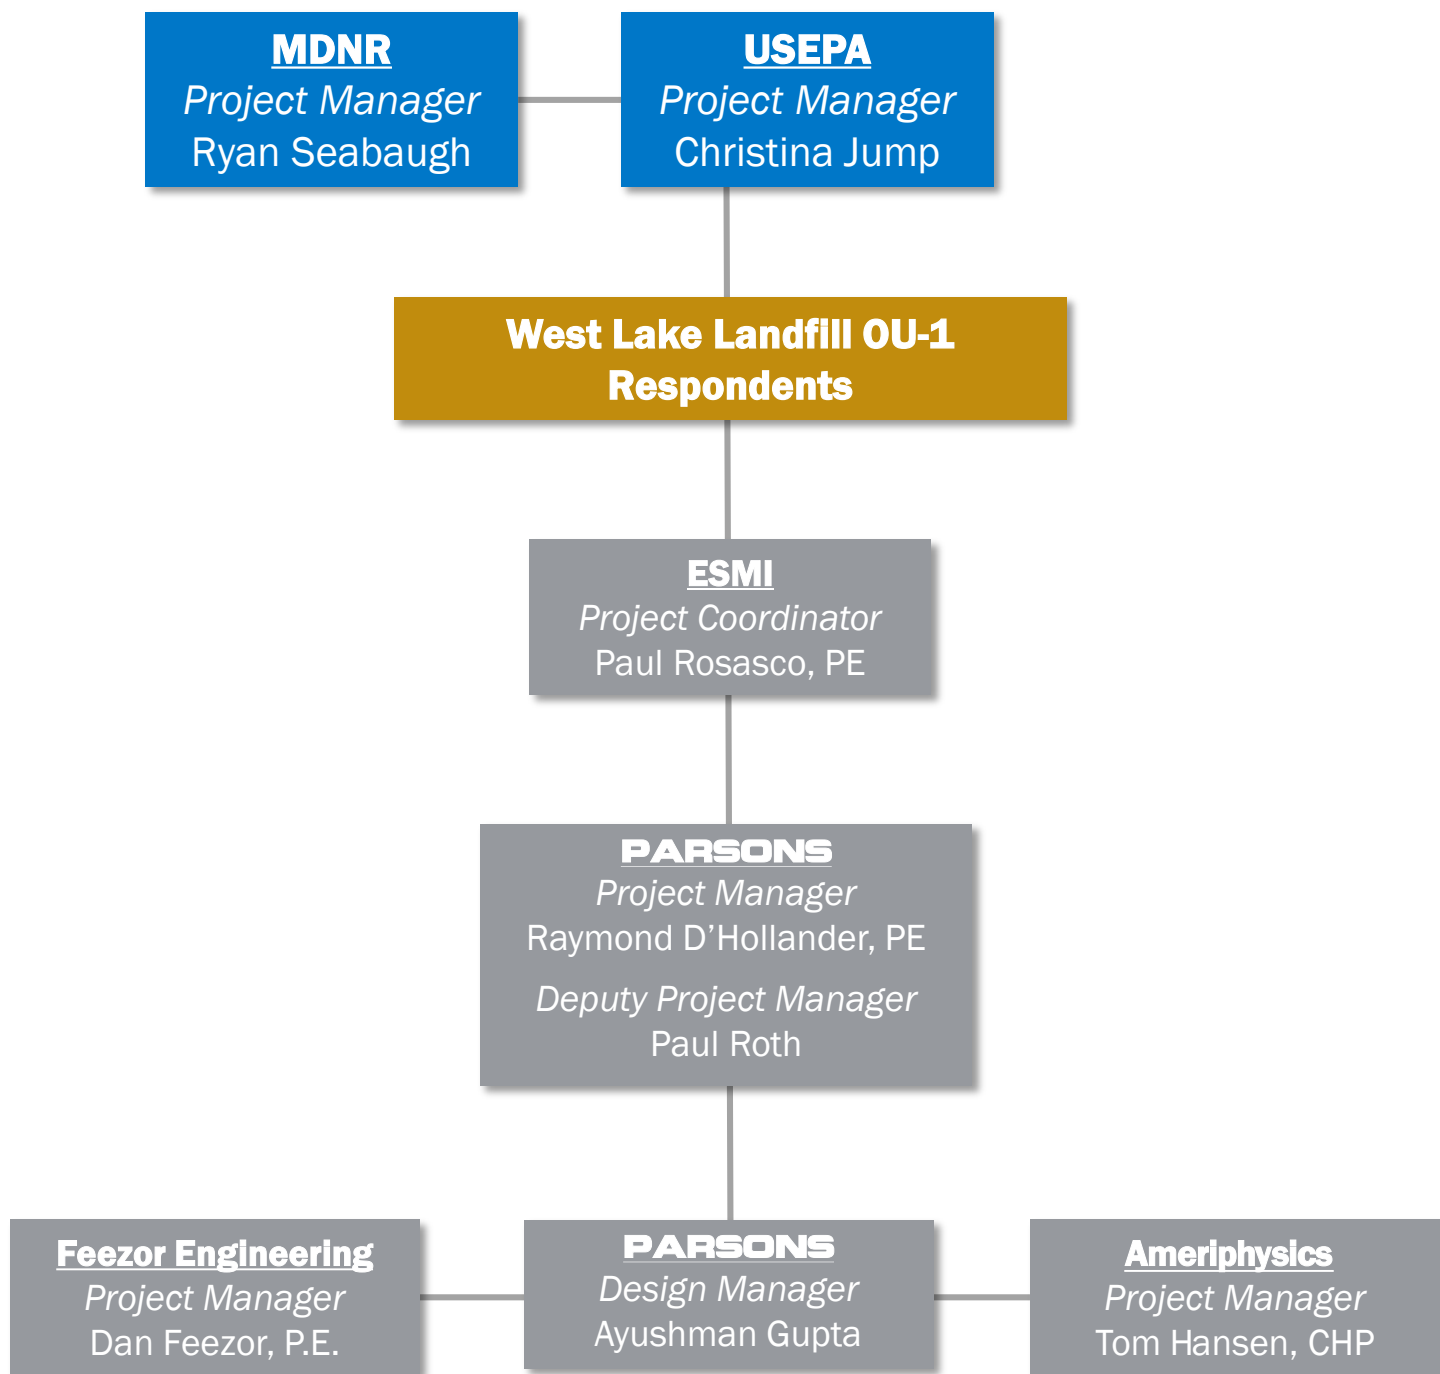 MDNR
Project Manager
Ryan Seabaugh
USEPA
Project Manager
Christina Jump
West Lake Landfill OU-1
Respondents
ESMI
Project Coordinator
Paul Rosasco, PE
PARSONS
Project Manager
Raymond D’Hollander, PE
Deputy Project Manager
Paul Roth
Feezor Engineering
Project Manager
Dan Feezor, P.E.
PARSONS
Design Manager
Ayushman Gupta
Ameriphysics
Project Manager
Tom Hansen, CHP